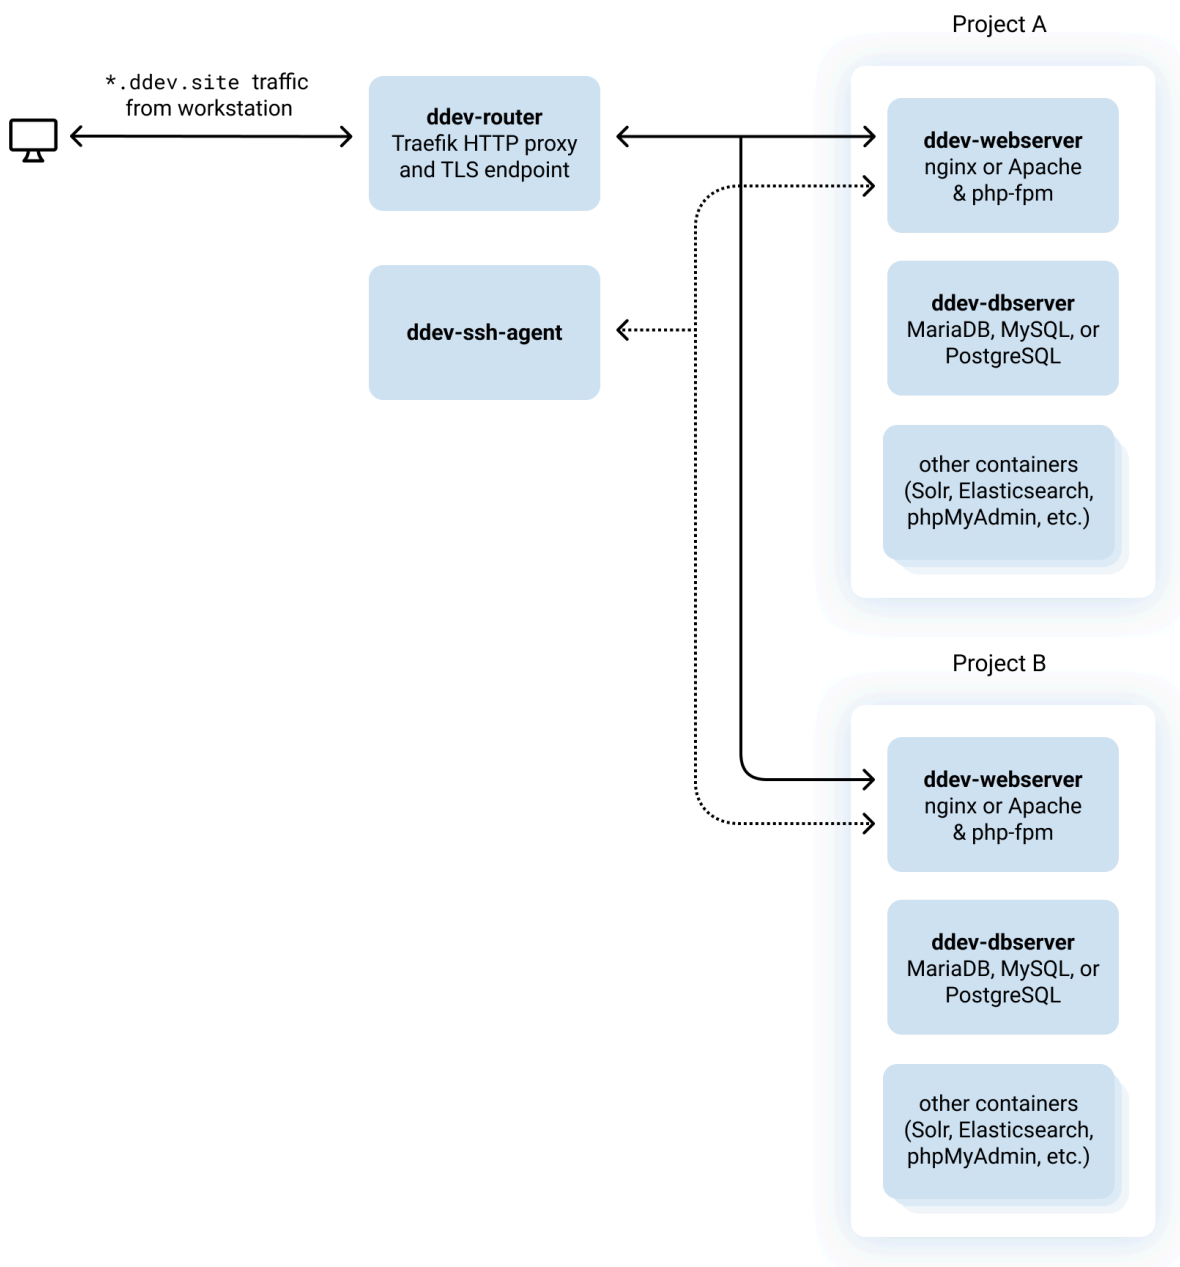 Project A
*.ddev.site traffic
from workstation
ddev-router
Traefik HTTP proxy
and TLS endpoint
ddev-webserver
nginx or Apache
& php-fpm
ddev-ssh-agent
ddev-dbserver
MariaDB, MySQL, or
PostgreSQL
other containers
(Solr, Elasticsearch,
phpMyAdmin, etc.)
Project B
ddev-webserver
nginx or Apache
& php-fpm
ddev-dbserver
MariaDB, MySQL, or
PostgreSQL
other containers
(Solr, Elasticsearch,
phpMyAdmin, etc.)